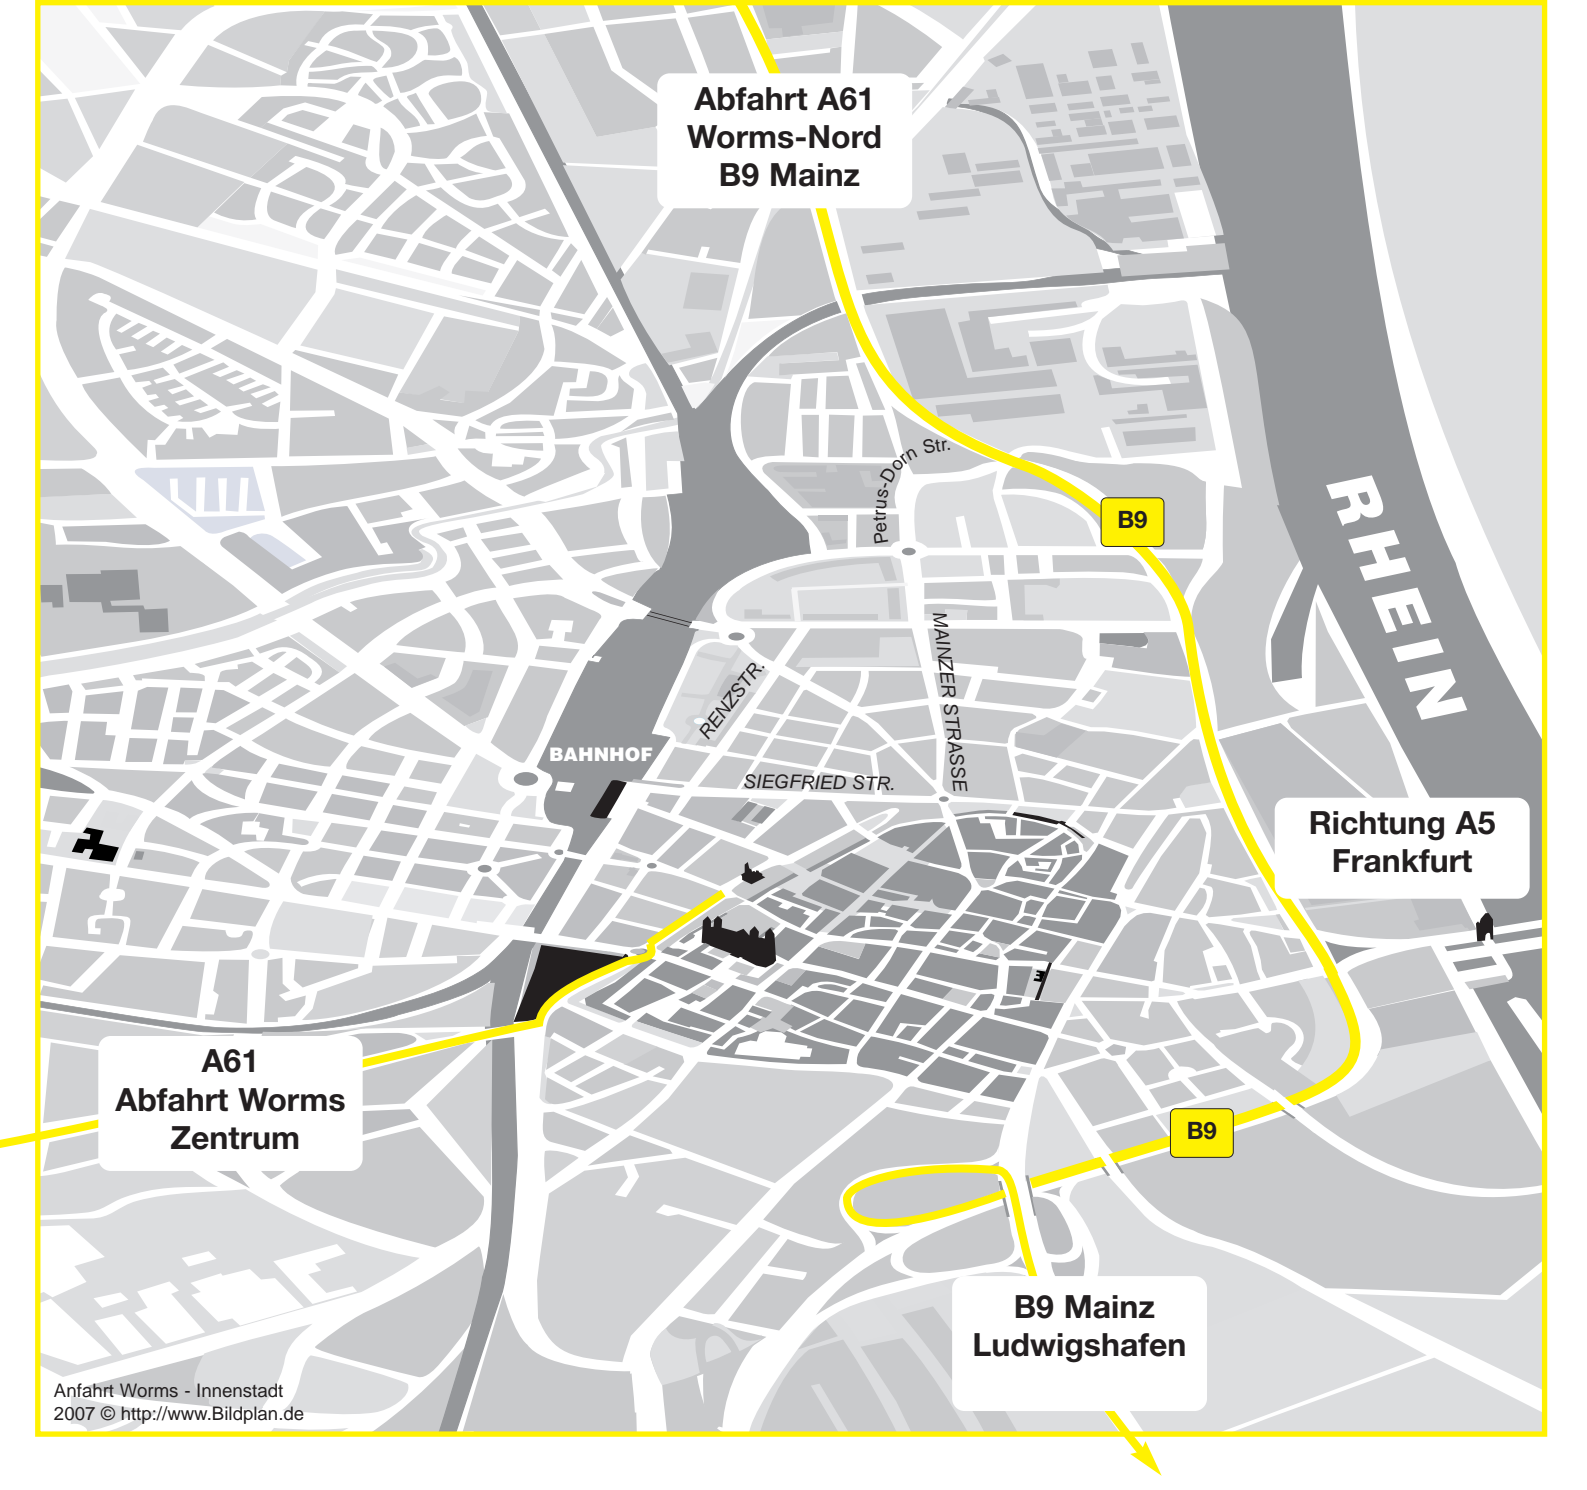 Abfahrt A61
Worms-Nord
B9 Mainz
Petrus-Dorn Str.
B9
RHEIN
MAINZER STRASSE
RENZSTR.
BAHNHOF
SIEGFRIED STR.
Richtung A5
Frankfurt
A61
Abfahrt Worms
Zentrum
B9
B9 Mainz
Ludwigshafen
Anfahrt Worms - Innenstadt
2007 © http://www.Bildplan.de